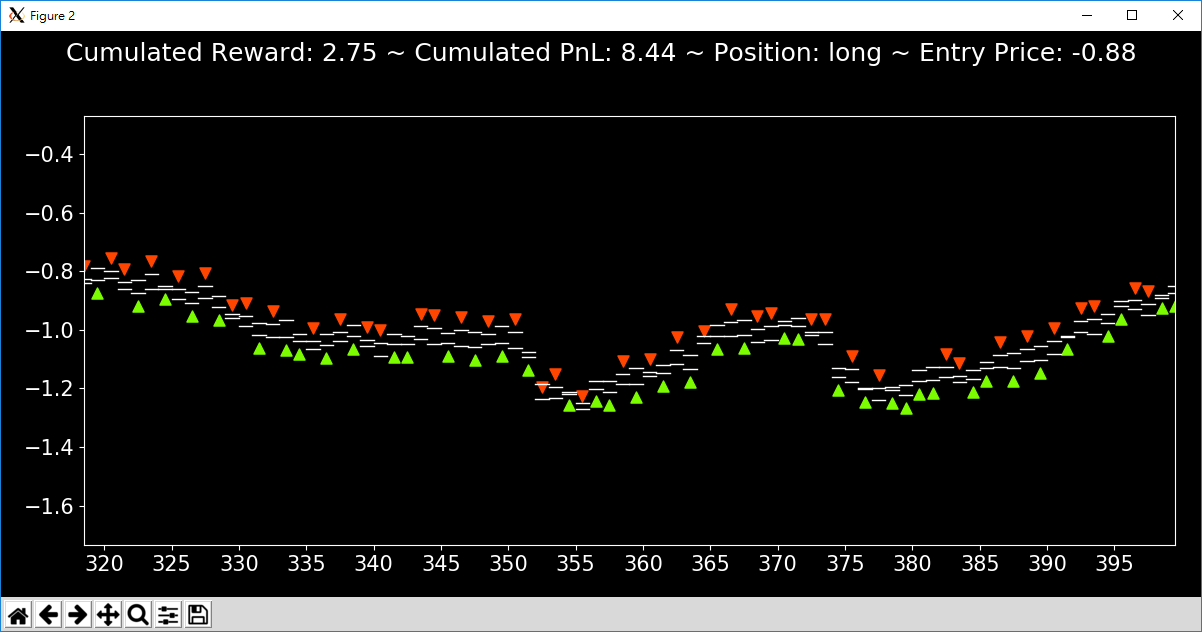 Figure 2
Cumulated Reward: 2.75 ~ Cumulated PnL: 8.44 ~ Position: long ~ Entry Price: -0.88
−0.4
−0.6
−0.8
−1.0
−1.2
−1.4
−1.6
320 325 330 335 340 345 350 355 360 365 370 375 380 385 390 395